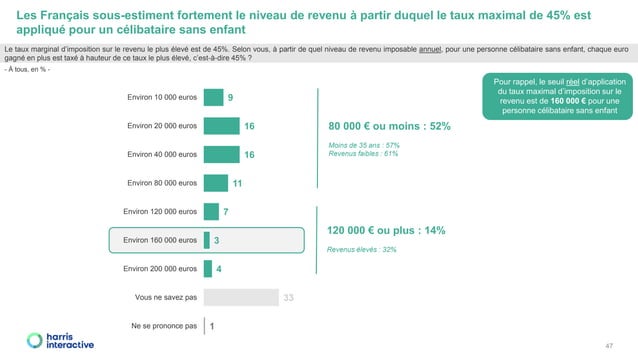 Les Français sous-estiment fortement le niveau de revenu à partir duquel le taux maximal de 45% est
appliqué pour un célibataire sans enfant
Le taux marginal d'imposition sur le revenu le plus élevé est de 45%. Selon vous, à partir de quel niveau de revenu imposable annuel, pour une personne célibataire sans enfant, chaque euro
gagné en plus est taxé à hauteur de ce taux le plus élevé, c'est-à-dire 45% ?
- À tous, en % -
Pour rappel, le seuil réel d'application
du taux maximal d'imposition sur le
revenu est de 160 000 € pour une
personne célibataire sans enfant
Environ 10 000 euros 9
Environ 20 000 euros 16
Environ 40 000 euros 16
Environ 80 000 euros 11
80 000 € ou moins : 52%
Moins de 35 ans : 57%
Revenus faibles : 61%
Environ 120 000 euros 7
Environ 160 000 euros 3
Environ 200 000 euros 4
120 000 € ou plus : 14%
Revenus élevés : 32%
Vous ne savez pas 33
Ne se prononce pas 1
harris
interactive
47